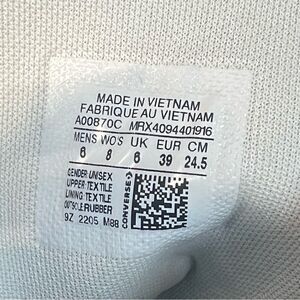 MADE IN VIETNAM
FABRIQUE AU VIETNAM
A00870C MRX4094401916
MENS WO'S UK EUR CM
6 8 6 39 24.5
GENDER: UNISEX
UPPER: TEXTILE
LINING: TEXTILE
OUTSOLE: RUBBER
9Z 2205 M88
CONVERSE